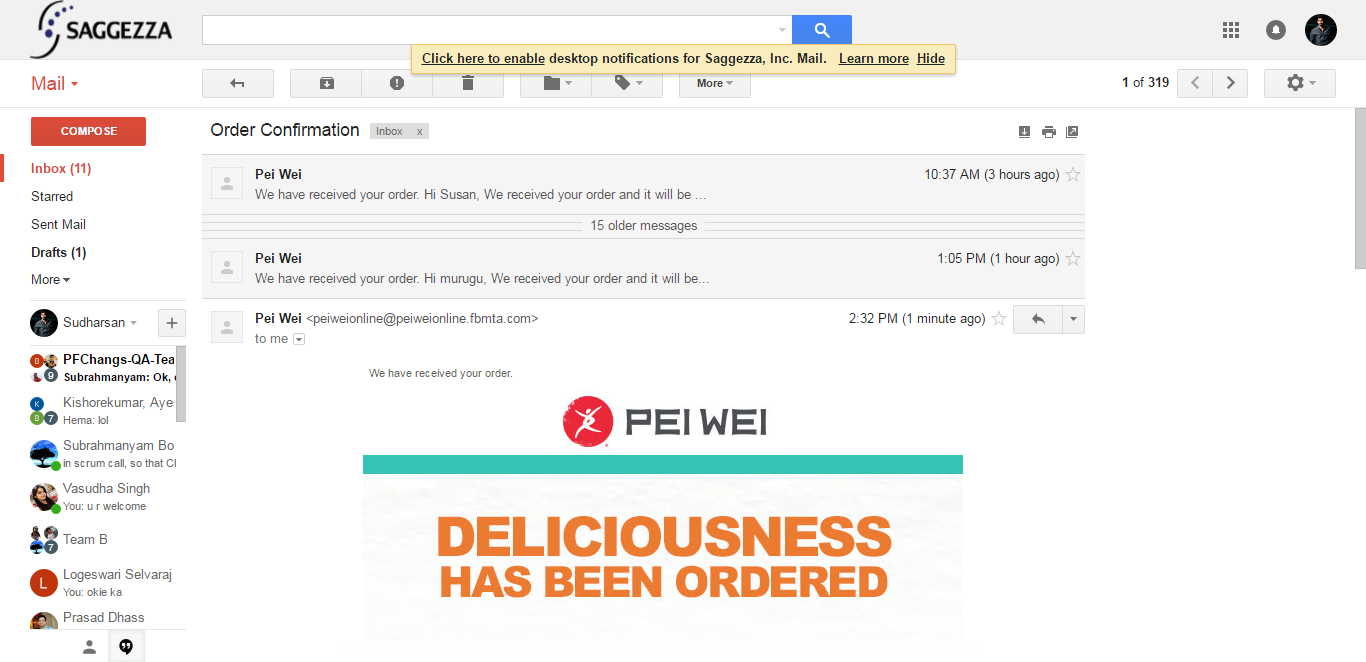 SAGGEZZA
Click here to enable desktop notifications for Saggezza, Inc. Mail. Learn more Hide
Mail
More
1 of 319
COMPOSE
Inbox (11)
Starred
Sent Mail
Drafts (1)
More
Sudharsan
PFChangs-QA-Tea
Subrahmanyam: Ok,
9
Kishorekumar, Aye
Hema: lol
K
7
Subrahmanyam Bo
in scrum call, so that Cl
Vasudha Singh
You: u r welcome
Team B
7
L
Logeswari Selvaraj
You: okie ka
Prasad Dhass
Order Confirmation Inbox x
Pei Wei 10:37 AM (3 hours ago)
We have received your order. Hi Susan, We received your order and it will be ...
15 older messages
Pei Wei 1:05 PM (1 hour ago)
We have received your order. Hi murugu, We received your order and it will be...
Pei Wei <peiweionline@peiweionline.fbmta.com> 2:32 PM (1 minute ago)
to me
We have received your order.
PEI WEI
DELICIOUSNESS
HAS BEEN ORDERED